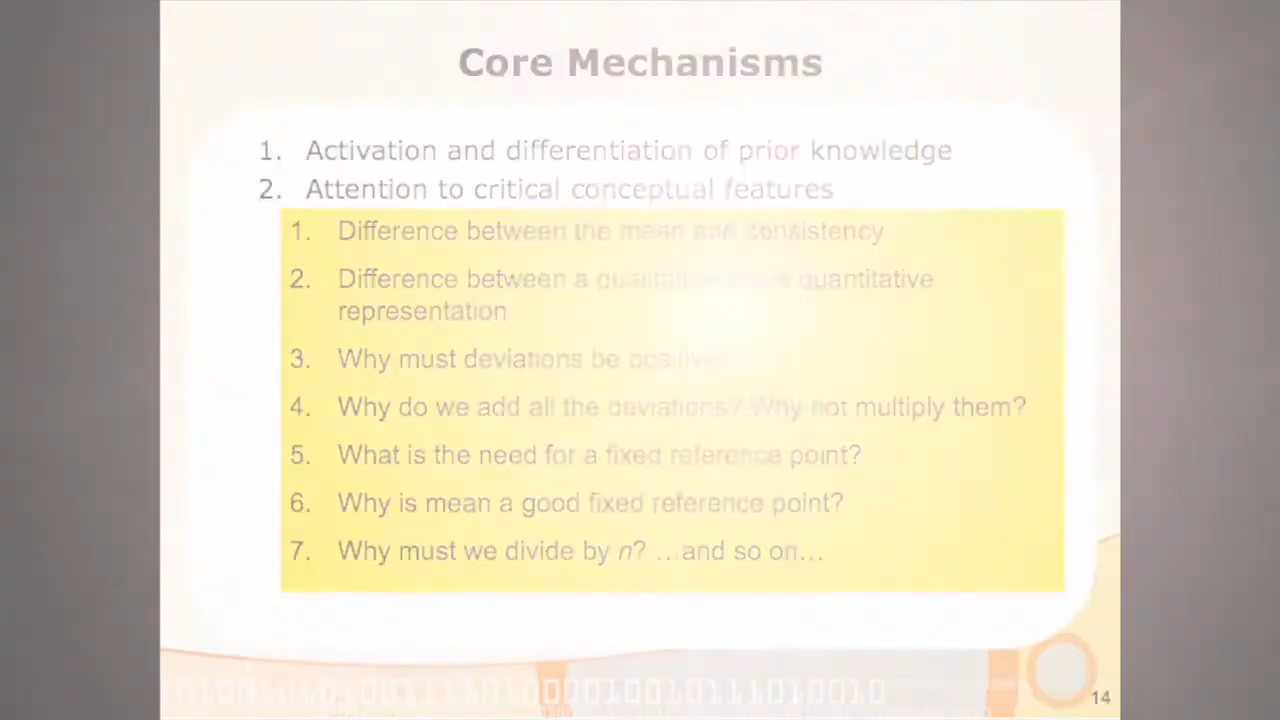 Core Mechanisms
1. Activation and differentiation of prior knowledge
2. Attention to critical conceptual features
1. Difference between the mean and consistency
2. Difference between a qualitative and a quantitative
representation
3. Why must deviations be positive
4. Why do we add all the deviations? Why not multiply them?
5. What is the need for a fixed reference point?
6. Why is mean a good fixed reference point?
7. Why must we divide by n? …and so on…
14